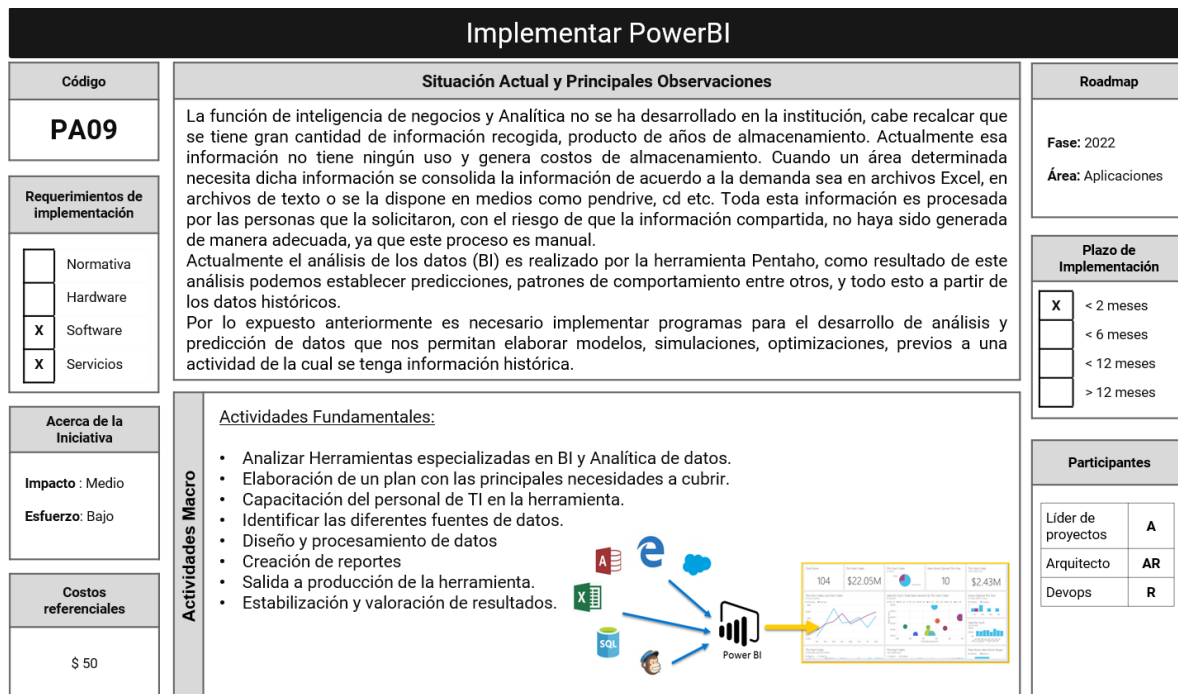 Implementar PowerBI
Código
PA09
Requerimientos de
implementación
Normativa
Hardware
X Software
X Servicios
Acerca de la
Iniciativa
Impacto : Medio
Esfuerzo: Bajo
Costos
referenciales
$ 50
Situación Actual y Principales Observaciones
La función de inteligencia de negocios y Analítica no se ha desarrollado en la institución, cabe recalcar que
se tiene gran cantidad de información recogida, producto de años de almacenamiento. Actualmente esa
información no tiene ningún uso y genera costos de almacenamiento. Cuando un área determinada
necesita dicha información se consolida la información de acuerdo a la demanda sea en archivos Excel, en
archivos de texto o se la dispone en medios como pendrive, cd etc. Toda esta información es procesada
por las personas que la solicitaron, con el riesgo de que la información compartida, no haya sido generada
de manera adecuada, ya que este proceso es manual.
Actualmente el análisis de los datos (BI) es realizado por la herramienta Pentaho, como resultado de este
análisis podemos establecer predicciones, patrones de comportamiento entre otros, y todo esto a partir de
los datos históricos.
Por lo expuesto anteriormente es necesario implementar programas para el desarrollo de análisis y
predicción de datos que nos permitan elaborar modelos, simulaciones, optimizaciones, previos a una
actividad de la cual se tenga información histórica.
Actividades Macro
Actividades Fundamentales:
• Analizar Herramientas especializadas en BI y Analítica de datos.
• Elaboración de un plan con las principales necesidades a cubrir.
• Capacitación del personal de TI en la herramienta.
• Identificar las diferentes fuentes de datos.
• Diseño y procesamiento de datos
• Creación de reportes
• Salida a producción de la herramienta.
• Estabilización y valoración de resultados.
SQL
Power BI
104
$22.05M
10
$2.43M
Roadmap
Fase: 2022
Área: Aplicaciones
Plazo de
Implementación
X < 2 meses
< 6 meses
< 12 meses
> 12 meses
Participantes
Líder de
proyectos A
Arquitecto AR
Devops R